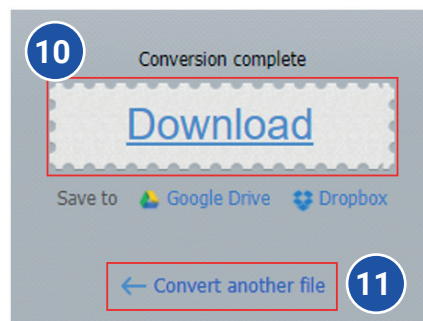 10
Conversion complete
Download
Save to Google Drive Dropbox
← Convert another file
11